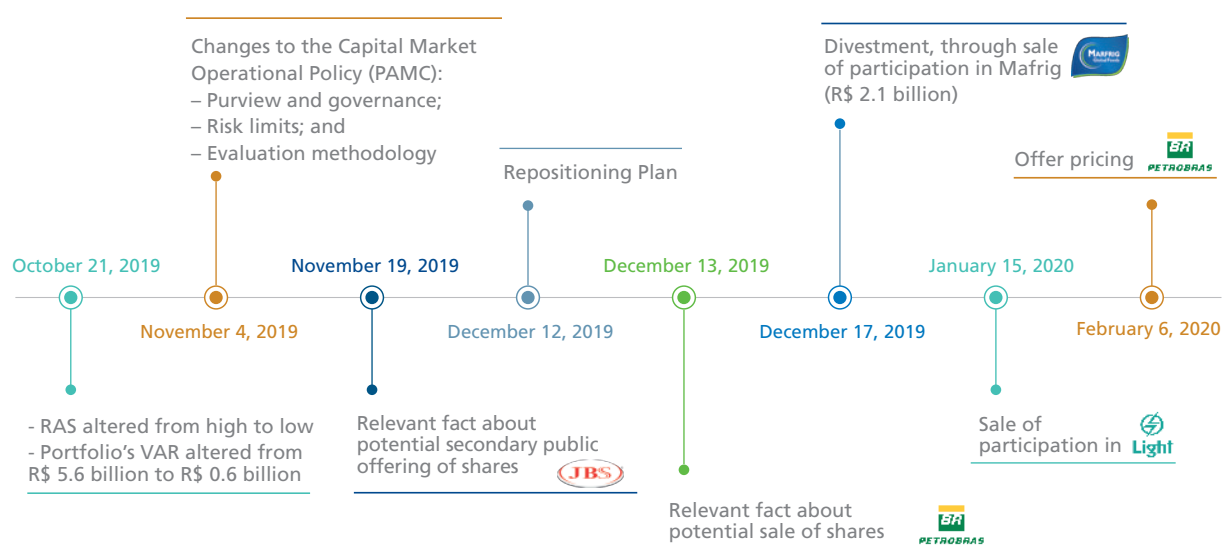 Changes to the Capital Market
Operational Policy (PAMC):
– Purview and governance;
– Risk limits; and
– Evaluation methodology
Repositioning Plan
Divestment, through sale
of participation in Mafrig
(R$ 2.1 billion)
MARFRIG
Global Foods
Offer pricing
BR
PETROBRAS
October 21, 2019
November 4, 2019
November 19, 2019
December 12, 2019
December 13, 2019
December 17, 2019
January 15, 2020
February 6, 2020
- RAS altered from high to low
- Portfolio's VAR altered from
R$ 5.6 billion to R$ 0.6 billion
Relevant fact about
potential secondary public
offering of shares
JBS
Relevant fact about
potential sale of shares
BR
PETROBRAS
Sale of
participation in
Light